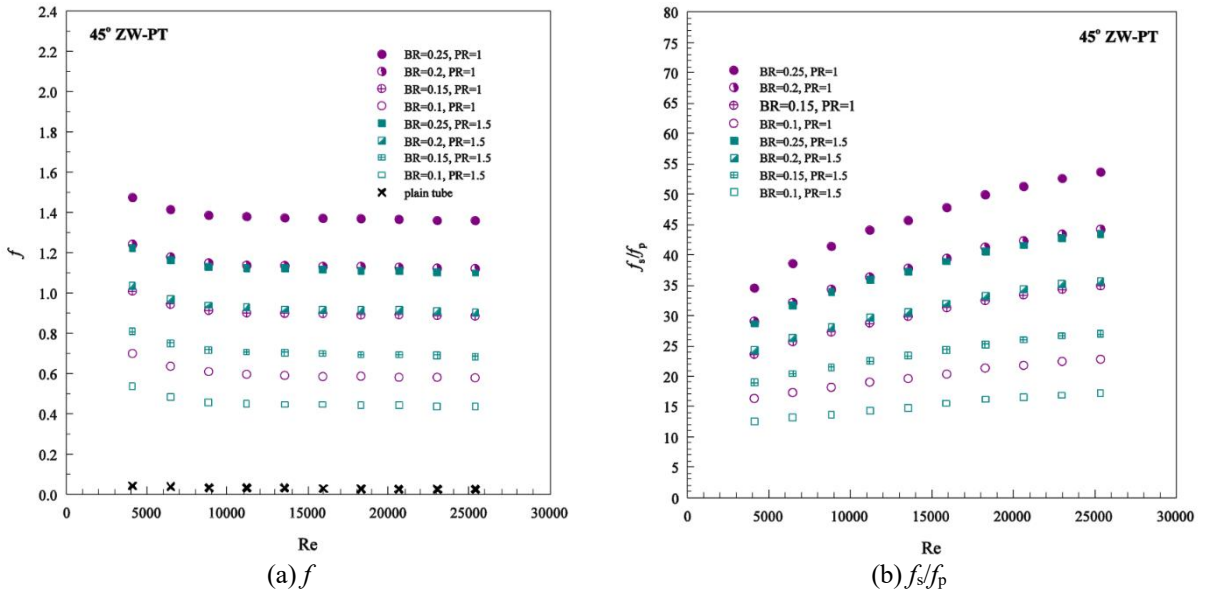 45° ZW-PT
BR=0.25, PR=1
BR=0.2, PR=1
BR=0.15, PR=1
BR=0.1, PR=1
BR=0.25, PR=1.5
BR=0.2, PR=1.5
BR=0.15, PR=1.5
BR=0.1, PR=1.5
plain tube
2.4
2.2
2.0
1.8
1.6
1.4
1.2
1.0
0.8
0.6
0.4
0.2
0.0
f
0 5000 10000 15000 20000 25000 30000
Re
(a) f
45° ZW-PT
BR=0.25, PR=1
BR=0.2, PR=1
BR=0.15, PR=1
BR=0.1, PR=1
BR=0.25, PR=1.5
BR=0.2, PR=1.5
BR=0.15, PR=1.5
BR=0.1, PR=1.5
80
75
70
65
60
55
50
45
40
35
30
25
20
15
10
5
0
fs/fp
0 5000 10000 15000 20000 25000 30000
Re
(b) fs/fp